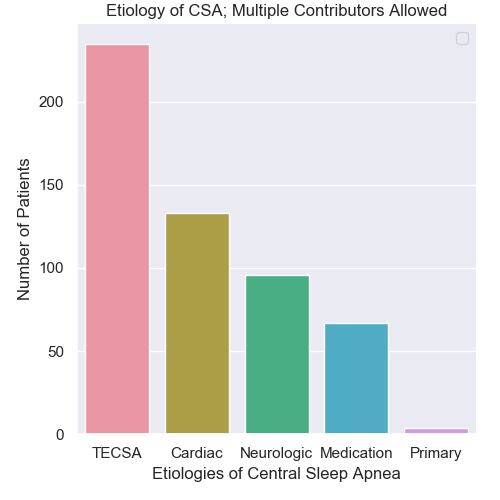 Etiology of CSA; Multiple Contributors Allowed
Number of Patients
200
150
100
50
0
TECSA Cardiac Neurologic Medication Primary
Etiologies of Central Sleep Apnea